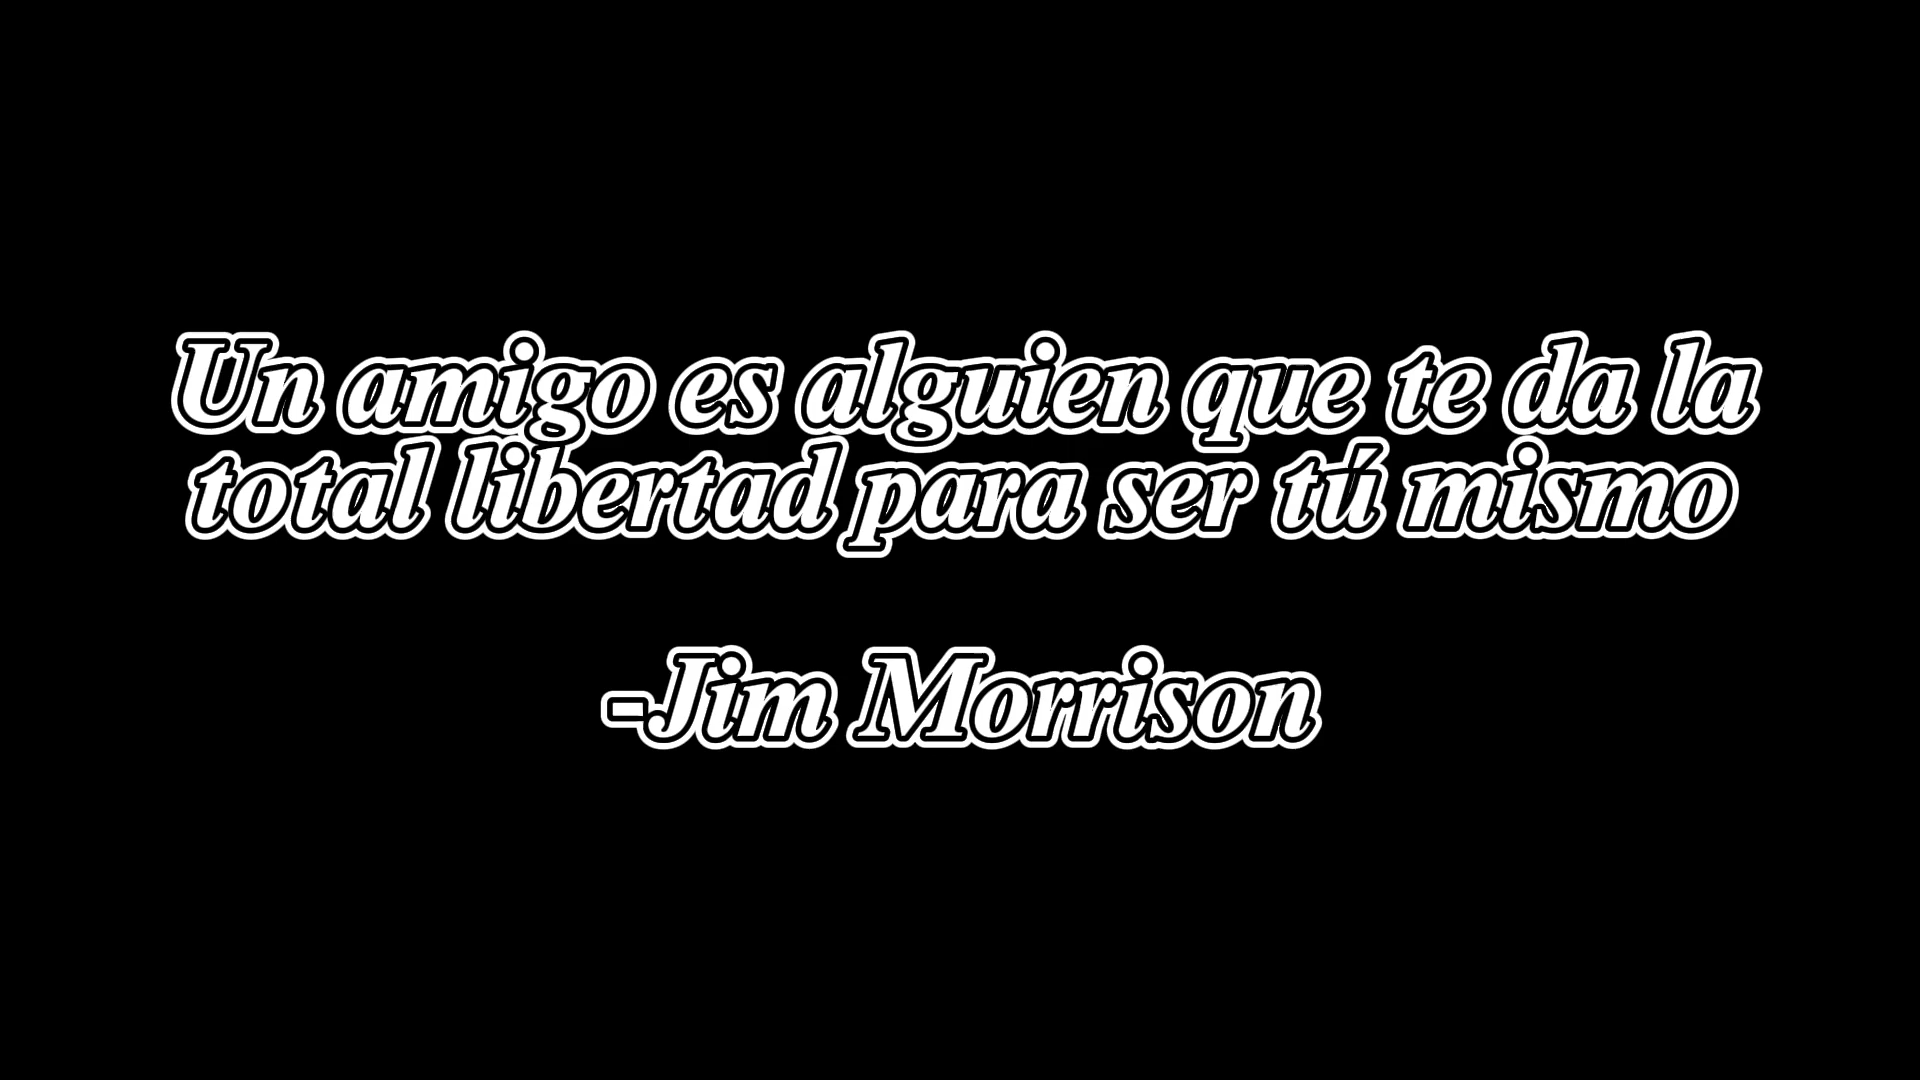 Un amigo es alguien que te da la
total libertad para ser tú mismo
-Jim Morrison